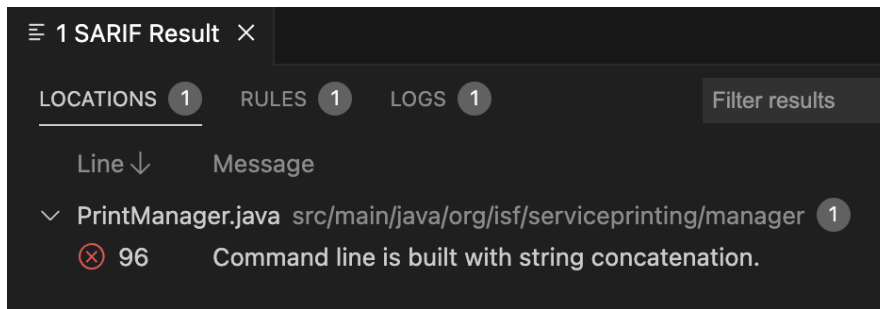 1 SARIF Result
LOCATIONS 1 RULES 1 LOGS 1 Filter results
Line Message
PrintManager.java src/main/java/org/isf/serviceprinting/manager 1
96 Command line is built with string concatenation.